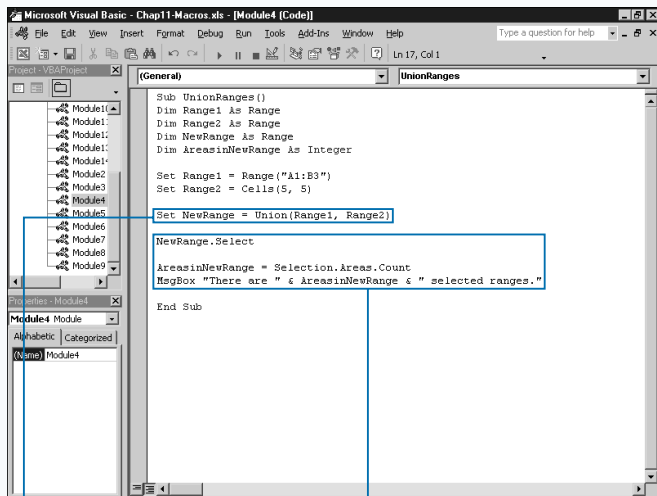 Microsoft Visual Basic - Chap11-Macros.xls - [Module4 (Code)]
File Edit View Insert Format Debug Run Tools Add-Ins Window Help
Type a question for help
Ln 17, Col 1
Project - VBAProject
(General)
UnionRanges
Module2
Module3
Module4
Module5
Module6
Module7
Module8
Module9
Properties - Module4
Module4 Module
Alphabetic Categorized
(Name) Module4
Sub UnionRanges()
Dim Range1 As Range
Dim Range2 As Range
Dim NewRange As Range
Dim AreasinNewRange As Integer
Set Range1 = Range("A1:B3")
Set Range2 = Cells(5, 5)
Set NewRange = Union(Range1, Range2)
NewRange.Select
AreasinNewRange = Selection.Areas.Count
MsgBox "There are " & AreasinNewRange & " selected ranges."
End Sub